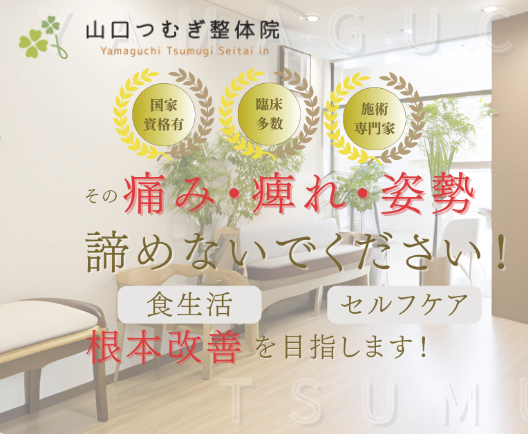 YAMAGUC
山口つむぎ整体院
Yamaguchi Tsumugi Seitai in
国家
資格有
臨床
多数
施術
専門家
その 痛み・痺れ・姿勢
諦めないでください！
食生活
セルフケア
根本改善 を目指します！
TSUMU